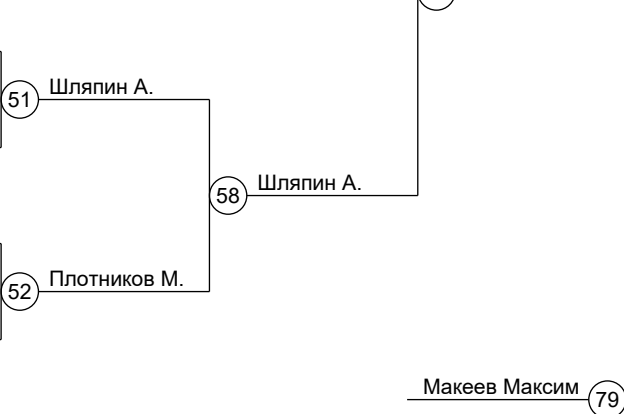 51 Шляпин А.
58 Шляпин А.
52 Плотников М.
Макеев Максим 79